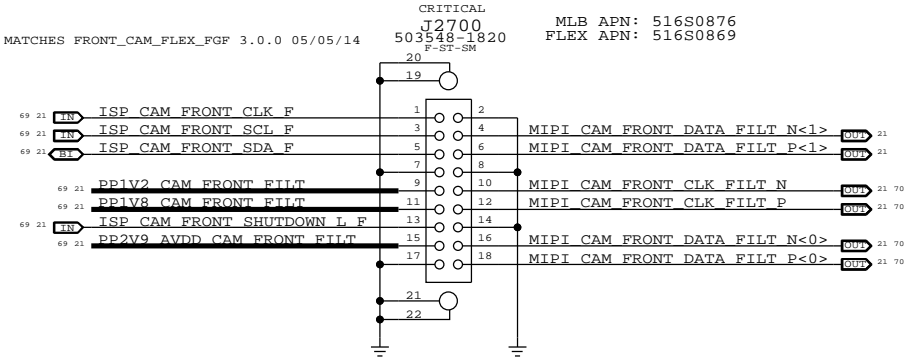 CRITICAL
J2700
503548-1820
F-ST-SM
MLB APN: 516S0876
FLEX APN: 516S0869
MATCHES FRONT_CAM_FLEX_FGF 3.0.0 05/05/14
20
19
69 21 IN ISP_CAM_FRONT_CLK_F 1 2
69 21 IN ISP_CAM_FRONT_SCL_F 3 4 MIPI_CAM_FRONT_DATA_FILT_N<1> OUT 21
69 21 BI ISP_CAM_FRONT_SDA_F 5 6 MIPI_CAM_FRONT_DATA_FILT_P<1> OUT 21
7 8
69 21 PP1V2_CAM_FRONT_FILT 9 10 MIPI_CAM_FRONT_CLK_FILT_N OUT 21 70
69 21 PP1V8_CAM_FRONT_FILT 11 12 MIPI_CAM_FRONT_CLK_FILT_P OUT 21 70
69 21 IN ISP_CAM_FRONT_SHUTDOWN_L_F 13 14
69 21 PP2V9_AVDD_CAM_FRONT_FILT 15 16 MIPI_CAM_FRONT_DATA_FILT_N<0> OUT 21 70
17 18 MIPI_CAM_FRONT_DATA_FILT_P<0> OUT 21 70
21
22